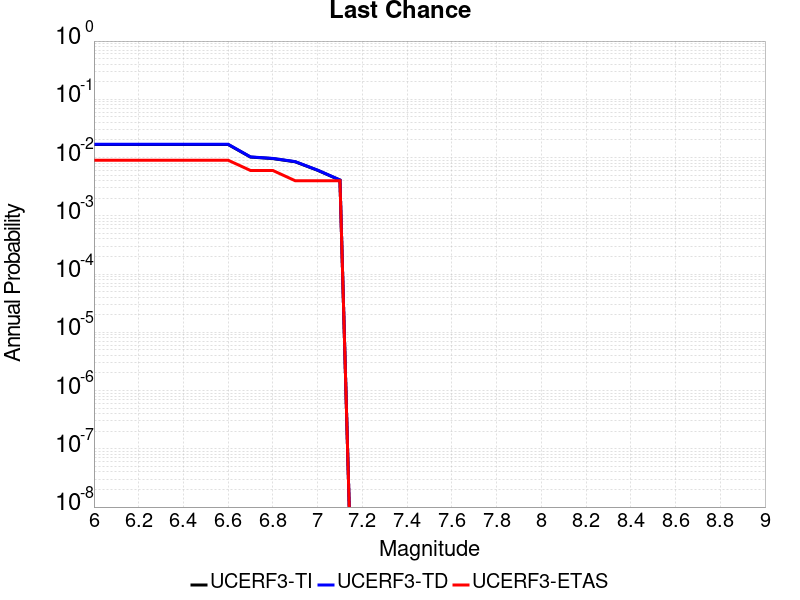 Last Chance
10^0
10^-1
10^-2
10^-3
10^-4
10^-5
10^-6
10^-7
10^-8
Annual Probability
6 6.2 6.4 6.6 6.8 7 7.2 7.4 7.6 7.8 8 8.2 8.4 8.6 8.8 9
Magnitude
UCERF3-TI UCERF3-TD UCERF3-ETAS